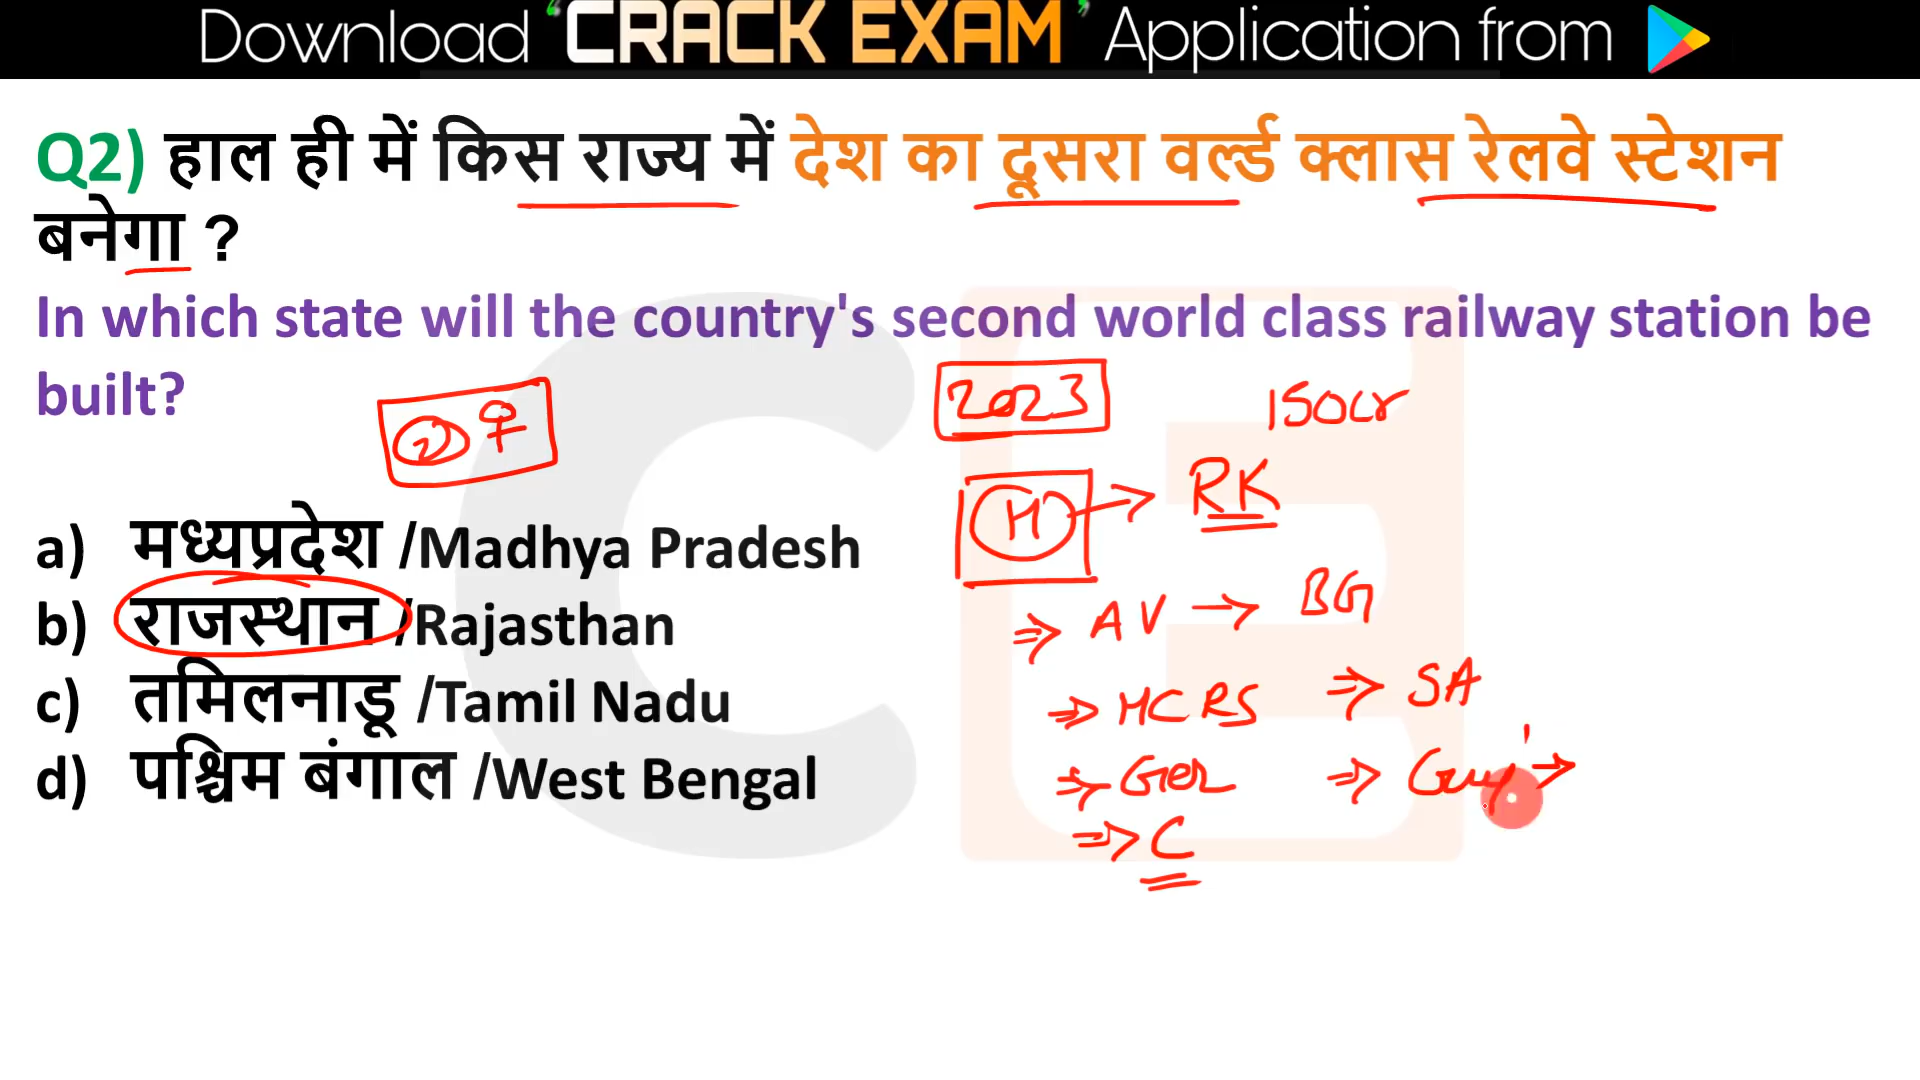 Download ‘CRACK EXAM’ Application from
Q2) हाल ही में किस राज्य में देश का दूसरा वर्ल्ड क्लास रेलवे स्टेशन
बनेगा ?
In which state will the country's second world class railway station be
built?
2023
150cr
H → RK
a) मध्यप्रदेश /Madhya Pradesh
b) राजस्थान /Rajasthan
c) तमिलनाडू /Tamil Nadu
d) पश्चिम बंगाल /West Bengal
⇒ AV → BG
⇒ MCRS ⇒ SA
⇒ Ger ⇒
⇒ C